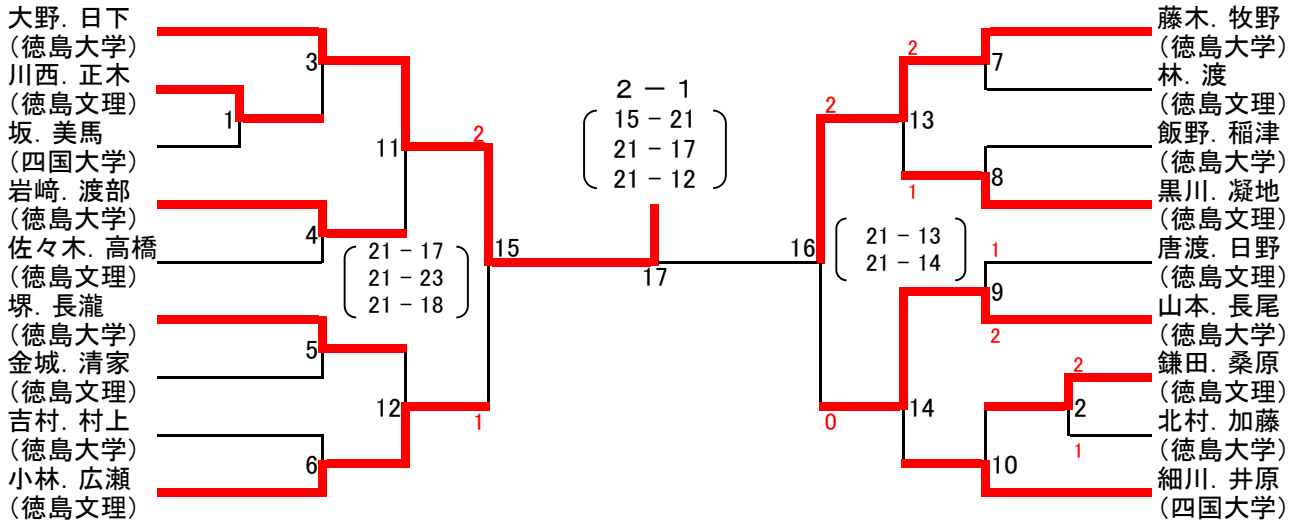 大野．日下
（徳島大学）
川西．正木
（徳島文理）
坂．美馬
（四国大学）
岩﨑．渡部
（徳島大学）
佐々木．高橋
（徳島文理）
堺．長瀧
（徳島大学）
金城．清家
（徳島文理）
吉村．村上
（徳島大学）
小林．広瀬
（徳島文理）
3
1
4
5
6
11
12
2
1
15
21 － 17
21 － 23
21 － 18
２ － １
15 － 21
21 － 17
21 － 12
17
16
21 － 13
21 － 14
2
0
2
13
1
14
7
8
1
9
2
2
2
1
10
藤木．牧野
（徳島大学）
林．渡
（徳島文理）
飯野．稲津
（徳島大学）
黒川．凝地
（徳島文理）
唐渡．日野
（徳島文理）
山本．長尾
（徳島大学）
鎌田．桑原
（徳島文理）
北村．加藤
（徳島大学）
細川．井原
（四国大学）